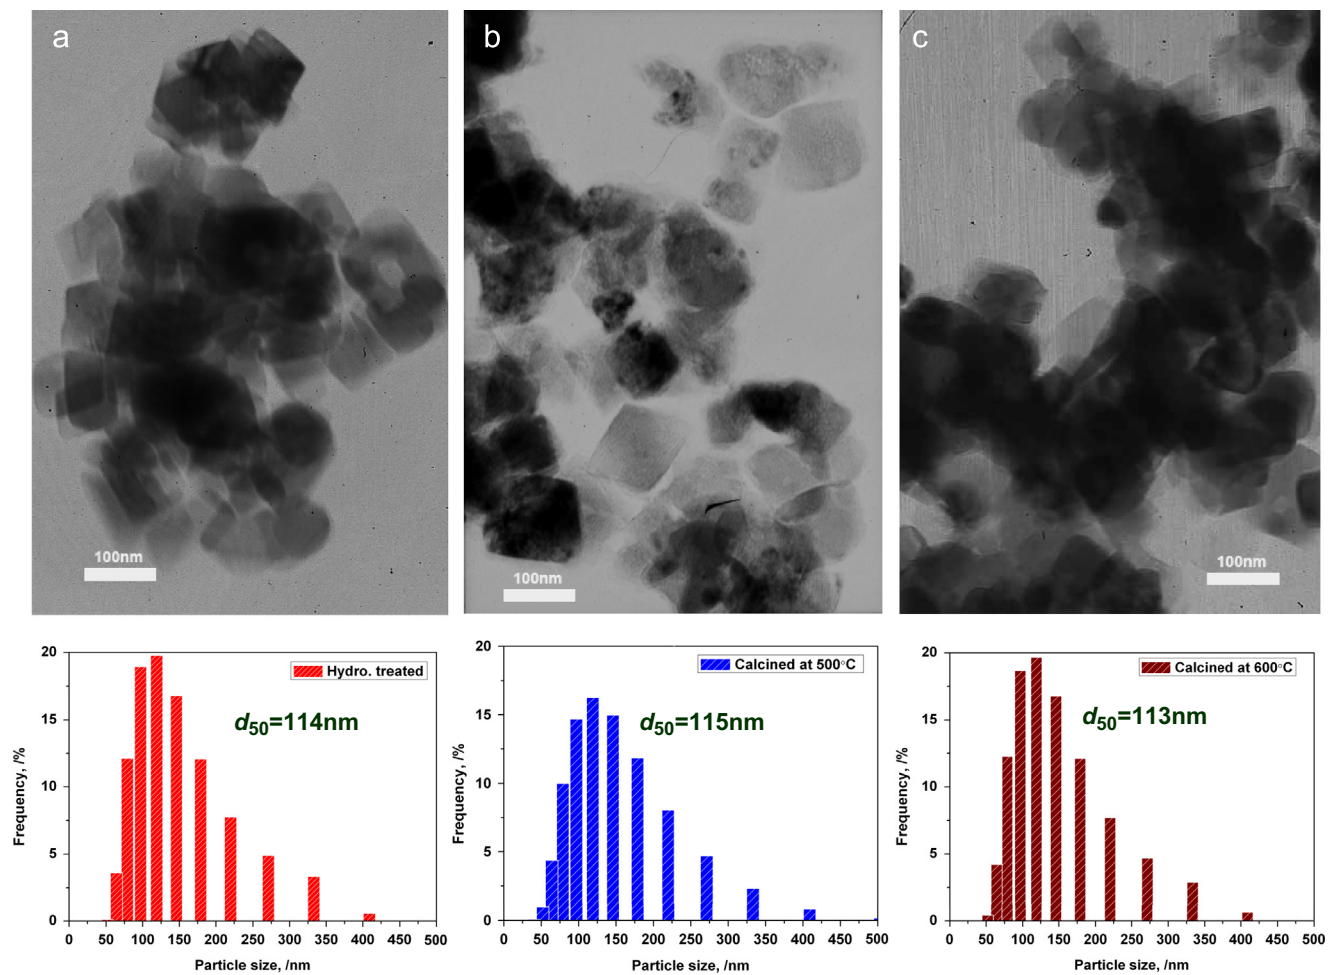 a
b
c
100nm
100nm
100nm
20
15
10
5
0
Frequency, /%
Hydro. treated
d50=114nm
0 50 100 150 200 250 300 350 400 450 500
Particle size, /nm
20
15
10
5
0
Frequency, /%
Calcined at 500°C
d50=115nm
0 50 100 150 200 250 300 350 400 450 500
Particle size, /nm
20
15
10
5
0
Frequency, /%
Calcined at 600°C
d50=113nm
0 50 100 150 200 250 300 350 400 450 500
Particle size, /nm